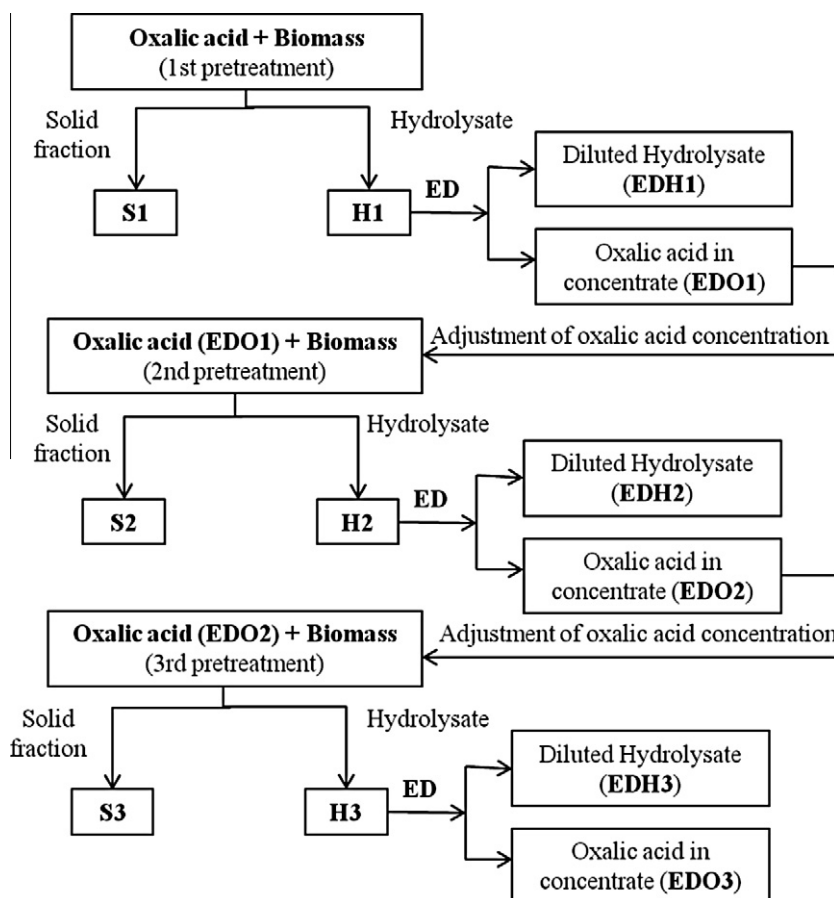 Oxalic acid + Biomass
(1st pretreatment)
Solid
fraction
Hydrolysate
S1
H1
ED
Diluted Hydrolysate
(EDH1)
Oxalic acid in
concentrate (EDO1)
Oxalic acid (EDO1) + Biomass
(2nd pretreatment)
Adjustment of oxalic acid concentration
Solid
fraction
Hydrolysate
S2
H2
ED
Diluted Hydrolysate
(EDH2)
Oxalic acid in
concentrate (EDO2)
Oxalic acid (EDO2) + Biomass
(3rd pretreatment)
Adjustment of oxalic acid concentration
Solid
fraction
Hydrolysate
S3
H3
ED
Diluted Hydrolysate
(EDH3)
Oxalic acid in
concentrate (EDO3)